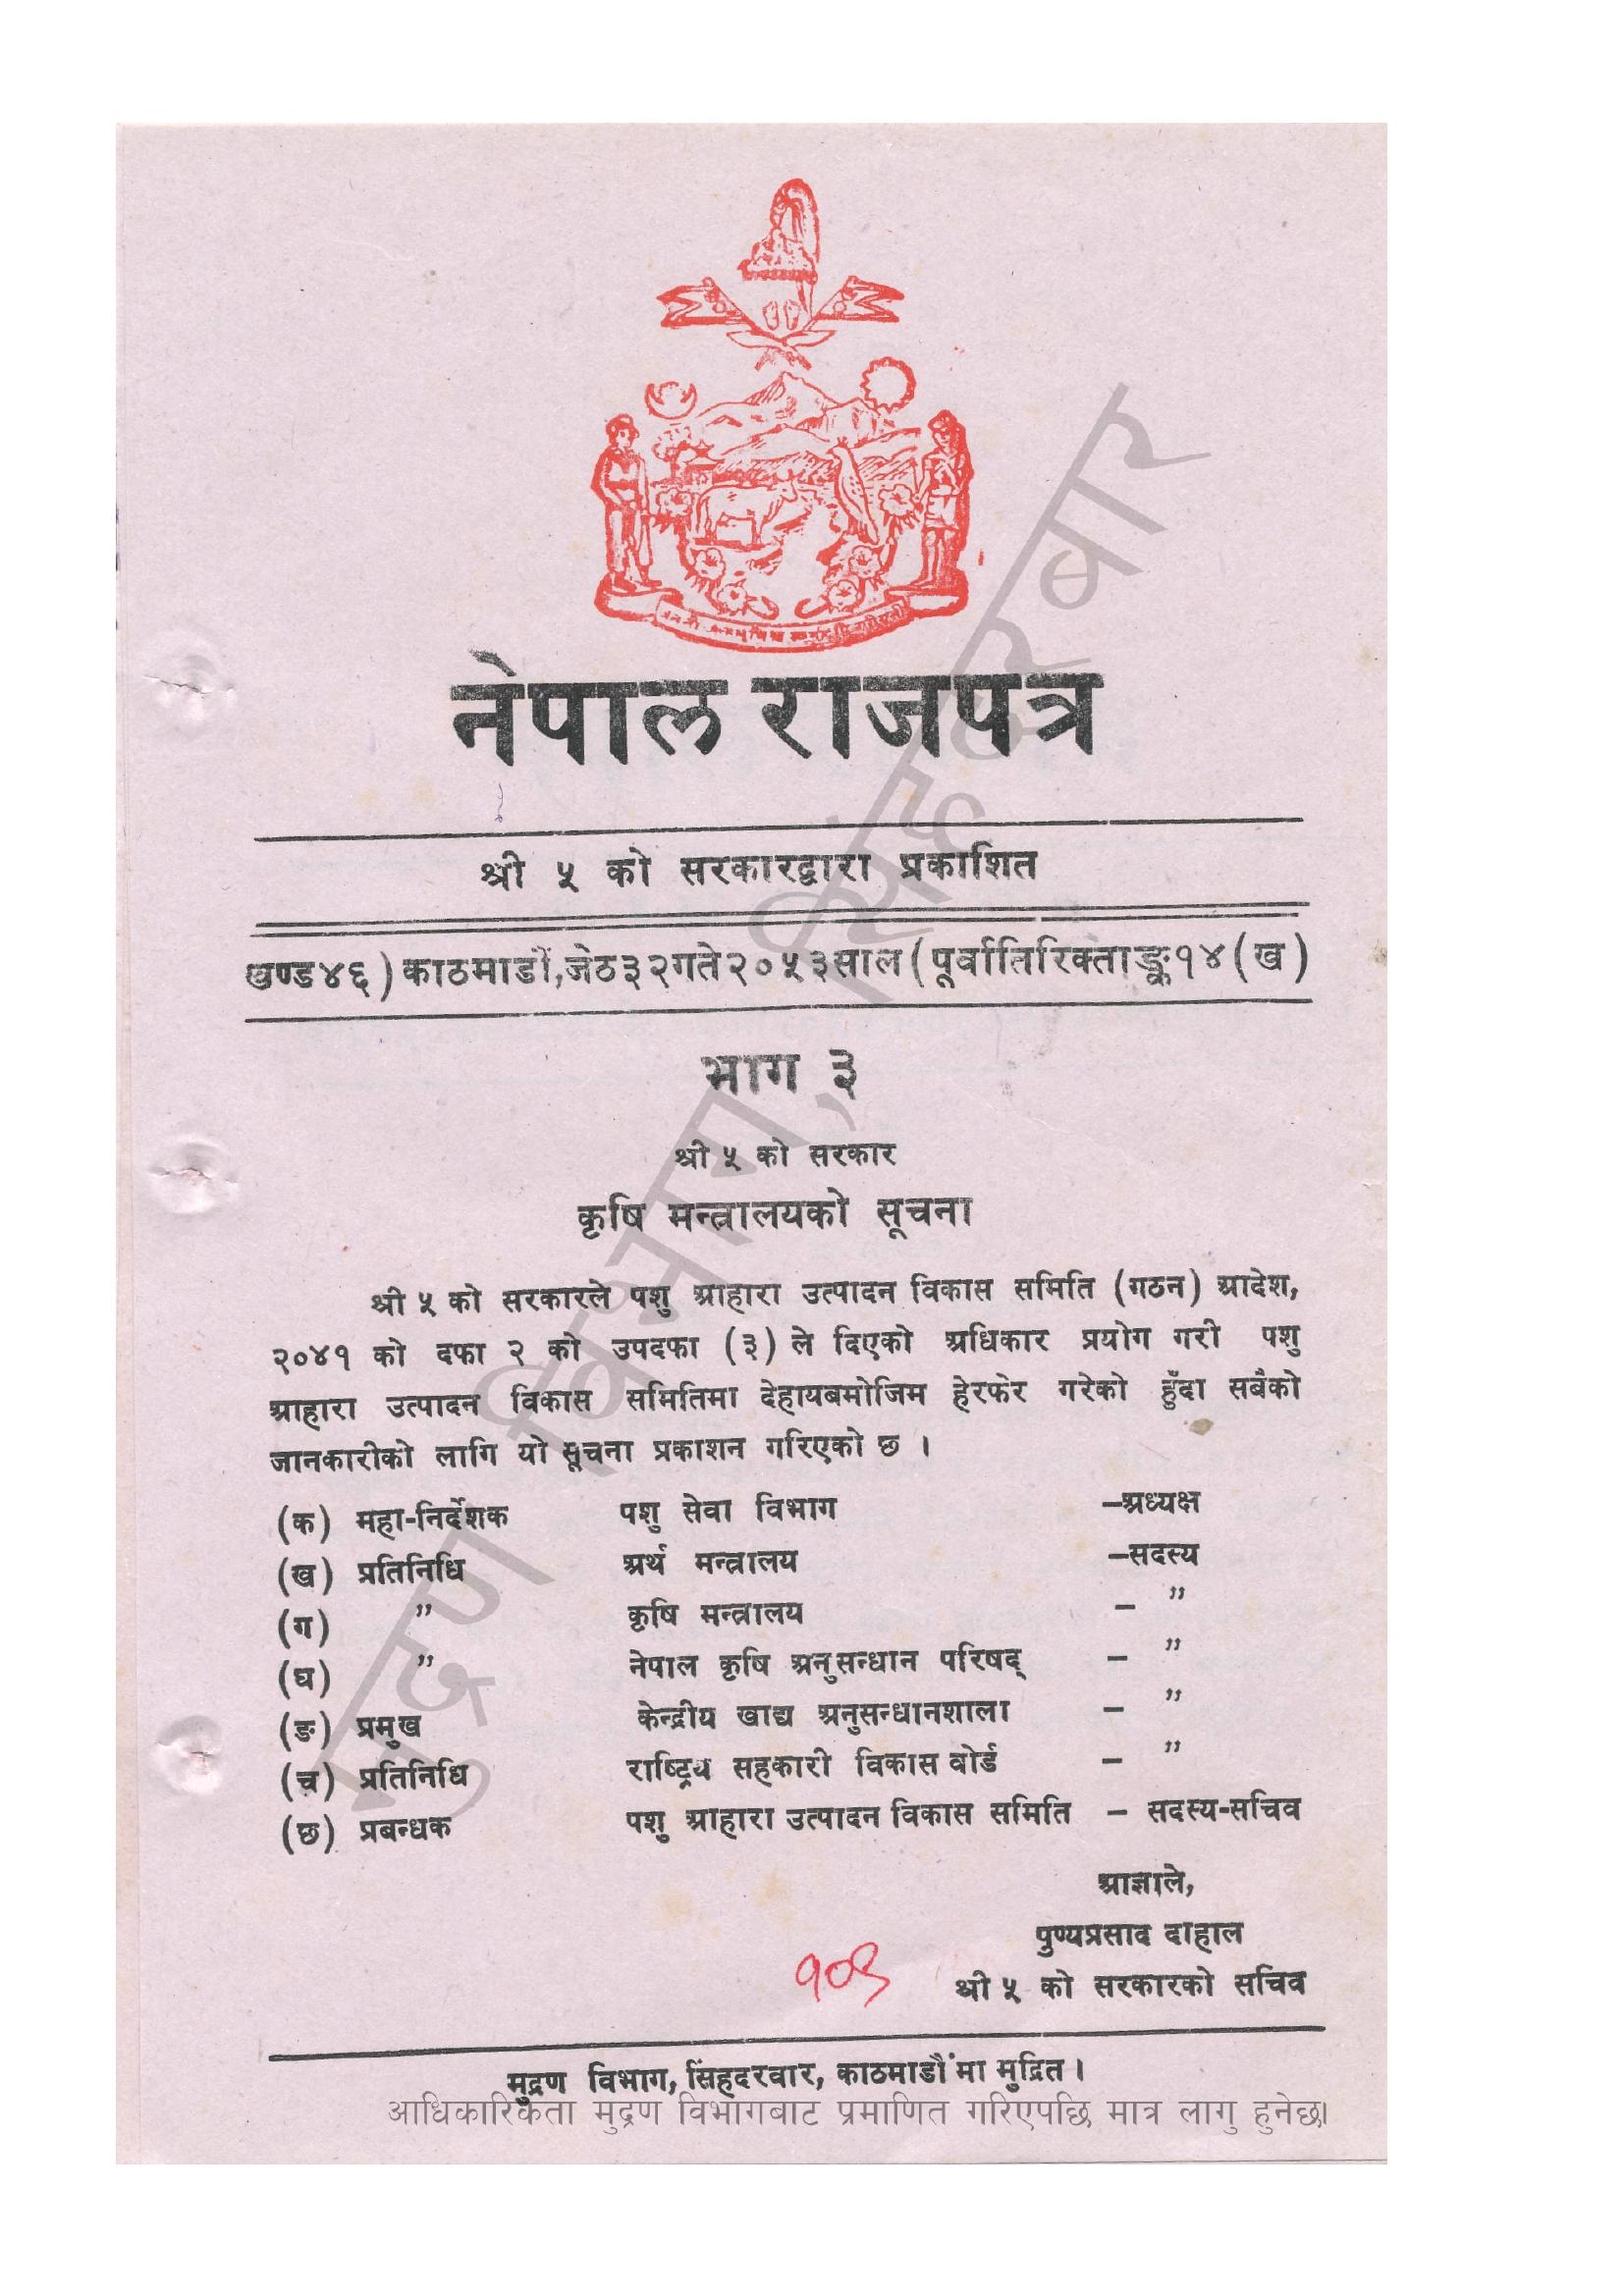 नेपाल राजपत्र
श्री ५ को सरकारद्वारा प्रकाशित
खण्ड ४६) काठमाडौं, जेठ ३२ गते २०५३ साल (पूर्वातिरिक्ताङ्क १४ (ख)
भाग ३
श्री ५ को सरकार
कृषि मन्त्रालयको सूचना
श्री ५ को सरकारले पशु आहारा उत्पादन विकास समिति (गठन) आदेश,
२०४१ को दफा २ को उपदफा (३) ले दिएको अधिकार प्रयोग गरी पशु
आहारा उत्पादन विकास समितिमा देहायबमोजिम हेरफेर गरेको हुँदा सबैको
जानकारीको लागि यो सूचना प्रकाशन गरिएको छ ।
(क) महा-निर्देशक पशु सेवा विभाग –अध्यक्ष
(ख) प्रतिनिधि अर्थ मन्त्रालय –सदस्य
(ग) ” कृषि मन्त्रालय – ”
(घ) ” नेपाल कृषि अनुसन्धान परिषद् – ”
(ङ) प्रमुख केन्द्रीय खाद्य अनुसन्धानशाला – ”
(च) प्रतिनिधि राष्ट्रिय सहकारी विकास वोर्ड – ”
(छ) प्रबन्धक पशु आहारा उत्पादन विकास समिति – सदस्य-सचिव
आज्ञाले,
पुण्यप्रसाद दाहाल
श्री ५ को सरकारको सचिव
१०३
मुद्रण विभाग, सिंहदरवार, काठमाडौंमा मुद्रित ।
आधिकारिकता मुद्रण विभागबाट प्रमाणित गरिएपछि मात्र लागु हुनेछ।
मुद्रण विभाग, सिंहदरवार